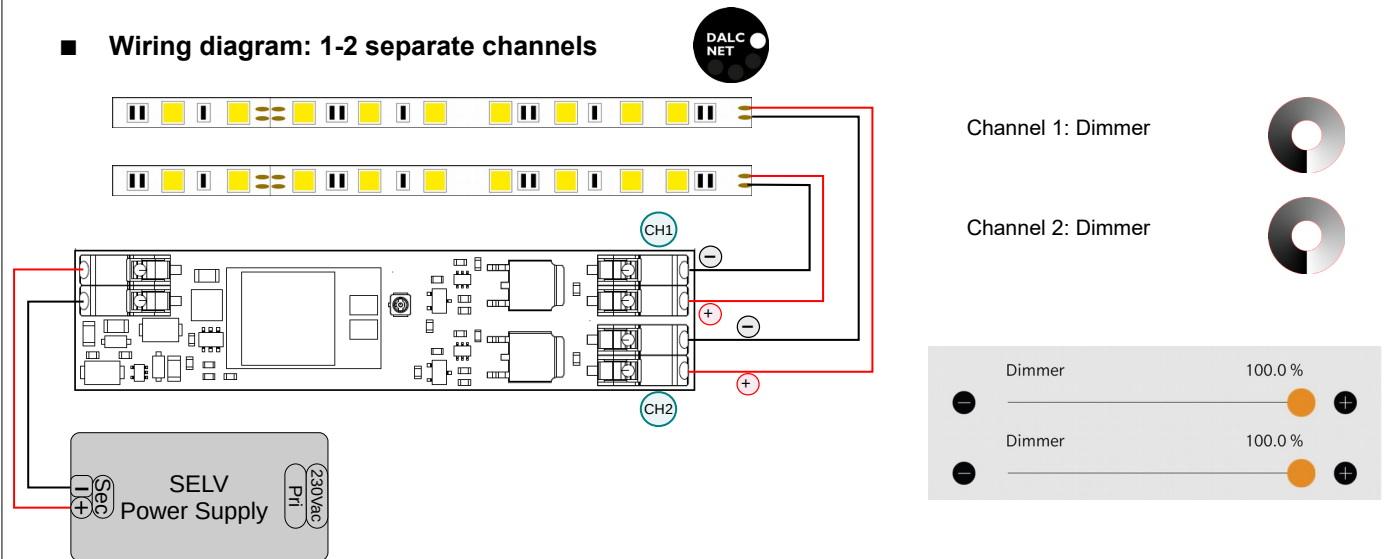 ■ Wiring diagram: 1-2 separate channels
DALC
NET
Channel 1: Dimmer
Channel 2: Dimmer
CH1
−
+
−
+
CH2
Dimmer 100.0 %
− +
Dimmer 100.0 %
− +
SELV
Power Supply
− +
Sec
Pri
230Vac